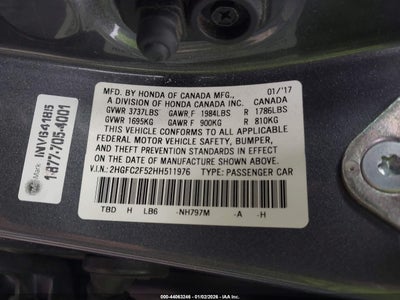 MFD. BY HONDA OF CANADA MFG., 01/'17
A DIVISION OF HONDA CANADA INC. CANADA
GVWR 3737LBS GAWR F 1984LBS R 1786LBS
GVWR 1695KG GAWR F 900KG R 810KG
THIS VEHICLE CONFORMS TO ALL APPLICABLE
FEDERAL MOTOR VEHICLE SAFETY, BUMPER,
AND THEFT PREVENTION STANDARDS IN EFFECT
ON THE DATE OF MANUFACTURE SHOWN ABOVE.
V.I.N.: 2HGFC2F52HH511976 TYPE: PASSENGER CAR
TBD H LB6 -NH797M -A -H
1-877-705-4001
000-44063246 - 01/02/2026 - IAA Inc.